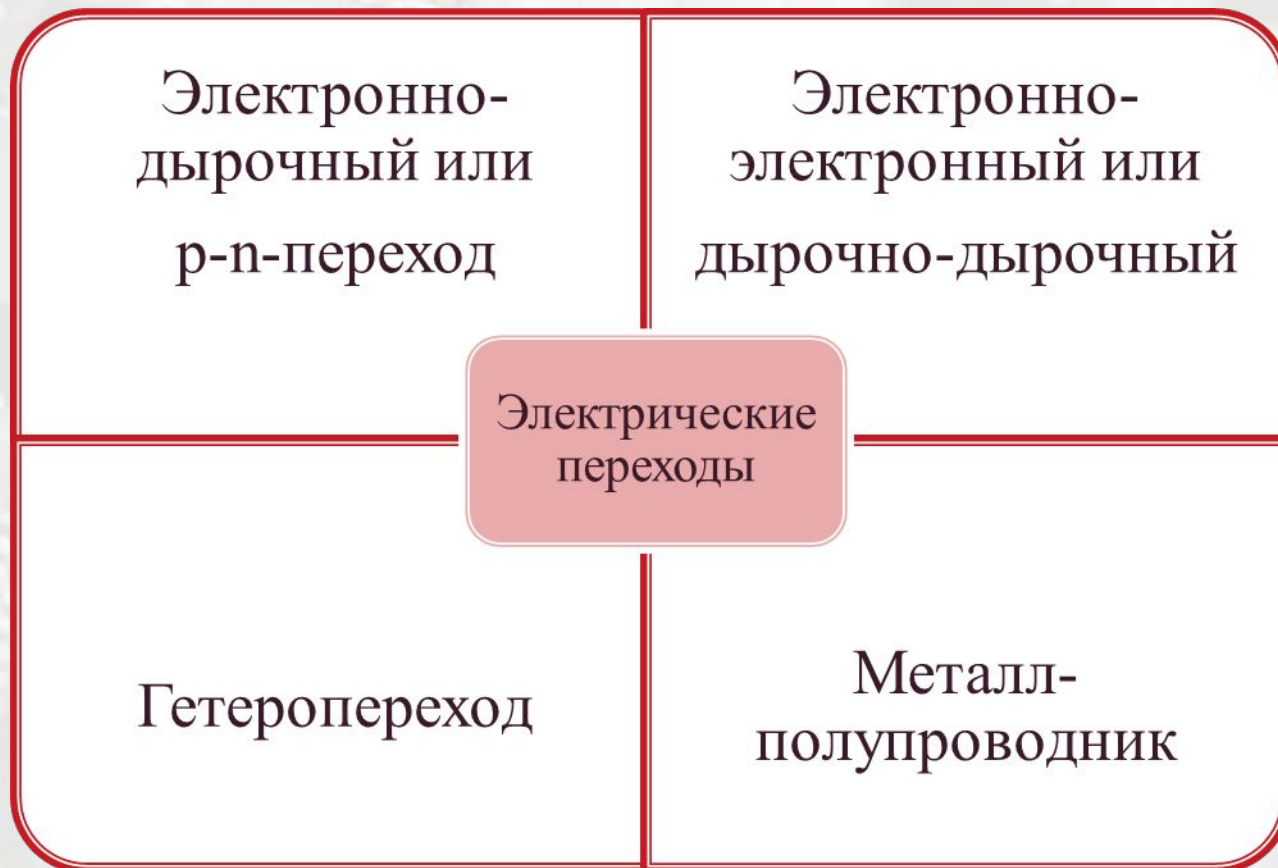 Электронно-
дырочный или
p-n-переход
Электронно-
электронный или
дырочно-дырочный
Электрические
переходы
Гетеропереход
Металл-
полупроводник